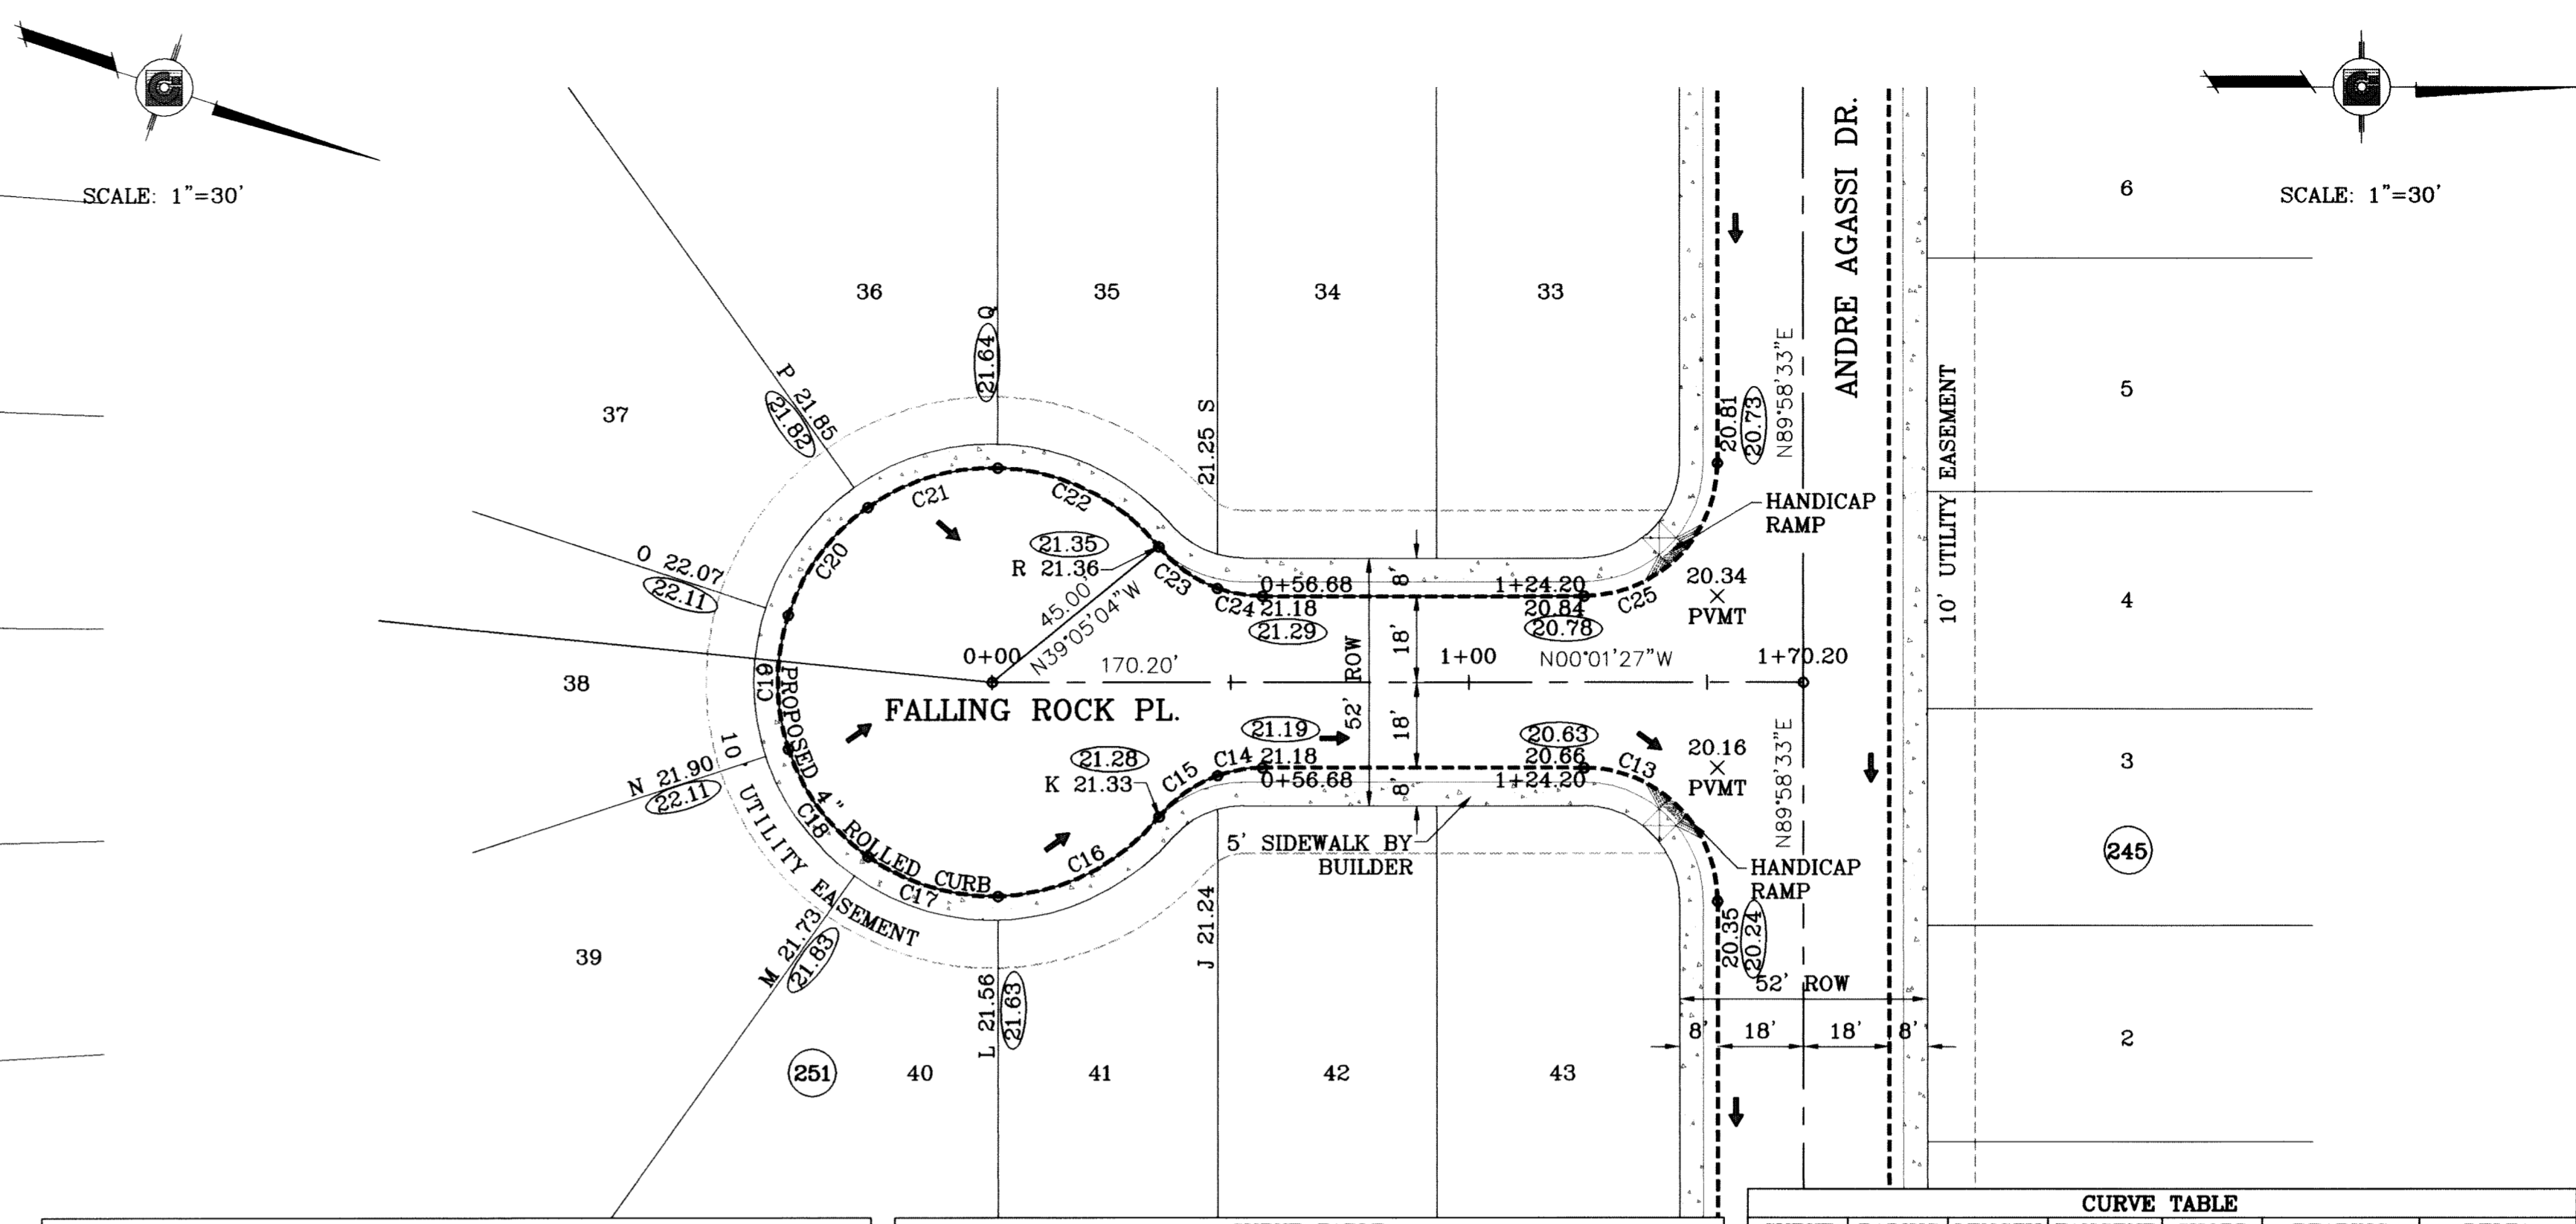 SCALE: 1"=30'
SCALE: 1"=30'
36
35
34
33
37
38
39
40
41
42
43
251
6
5
4
3
245
2
P 21.85
21.82
21.64 Q
21.25 S
O 22.07
22.11
C21
C22
C20
21.35
R 21.36
45.00'
N39°05'04"W
C23
C24
0+56.68
21.18
21.29
8'
1+24.20
20.84
20.78
C25
20.34
PVMT
20.81
20.73
N89°58'33"E
ANDRE AGASSI DR.
HANDICAP
RAMP
10' UTILITY EASEMENT
0+00
170.20'
52' ROW
18'
1+00
N00°01'27"W
1+70.20
FALLING ROCK PL.
C19
PROPOSED 4" ROLLED CURB
10' UTILITY EASEMENT
N 21.90
22.11
C18
C17
C16
M 21.73
21.83
L 21.56
21.63
21.28
K 21.33
C15
C14
21.19
21.18
0+56.68
18'
8'
20.63
20.66
1+24.20
C13
20.16
PVMT
N89°58'33"E
5' SIDEWALK BY
BUILDER
J 21.24
HANDICAP
RAMP
20.35
20.24
52' ROW
8'
18'
18'
8'
CURVE TABLE